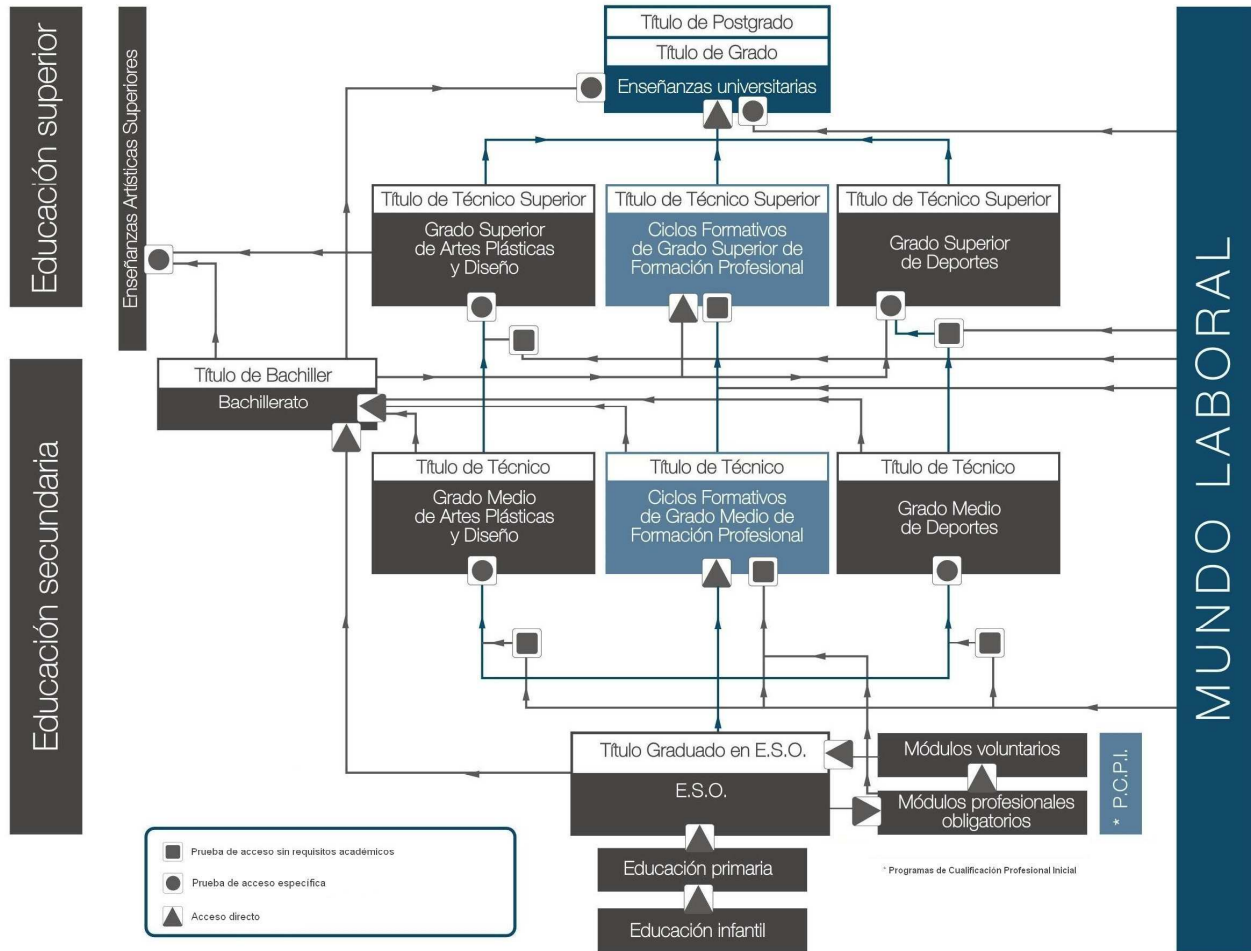 Educación superior
Enseñanzas Artísticas Superiores
Título de Postgrado
Título de Grado
Enseñanzas universitarias
Título de Técnico Superior
Grado Superior
de Artes Plásticas
y Diseño
Título de Técnico Superior
Ciclos Formativos
de Grado Superior de
Formación Profesional
Título de Técnico Superior
Grado Superior
de Deportes
MUNDO LABORAL
Educación secundaria
Título de Bachiller
Bachillerato
Título de Técnico
Grado Medio
de Artes Plásticas
y Diseño
Título de Técnico
Ciclos Formativos
de Grado Medio de
Formación Profesional
Título de Técnico
Grado Medio
de Deportes
Título Graduado en E.S.O.
E.S.O.
Módulos voluntarios
Módulos profesionales
obligatorios
* P.C.P.I.
Educación primaria
Educación infantil
* Programas de Cualificación Profesional Inicial
Prueba de acceso sin requisitos académicos
Prueba de acceso específica
Acceso directo